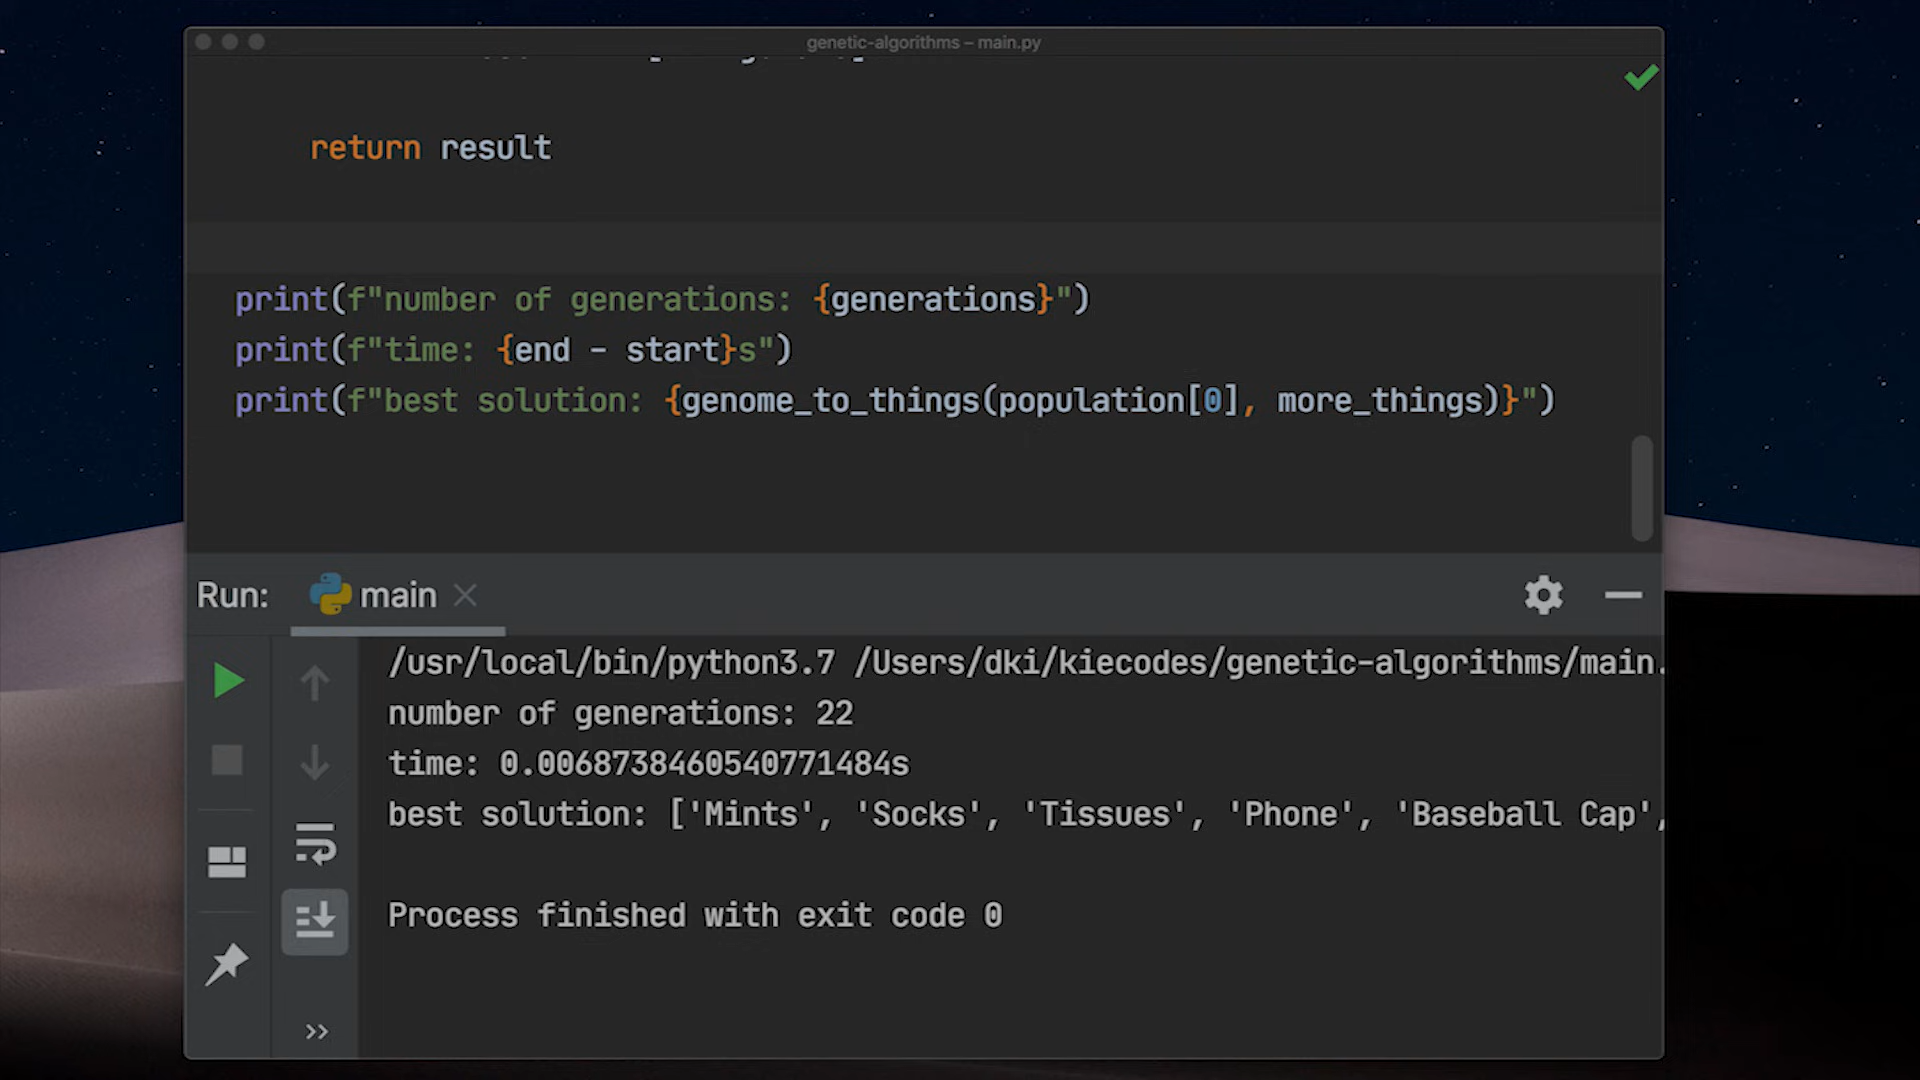 genetic-algorithms – main.py
return result
print(f"number of generations: {generations}")
print(f"time: {end - start}s")
print(f"best solution: {genome_to_things(population[0], more_things)}")
Run: main
/usr/local/bin/python3.7 /Users/dki/kiecodes/genetic-algorithms/main.
number of generations: 22
time: 0.0068738460540771484s
best solution: ['Mints', 'Socks', 'Tissues', 'Phone', 'Baseball Cap',
Process finished with exit code 0